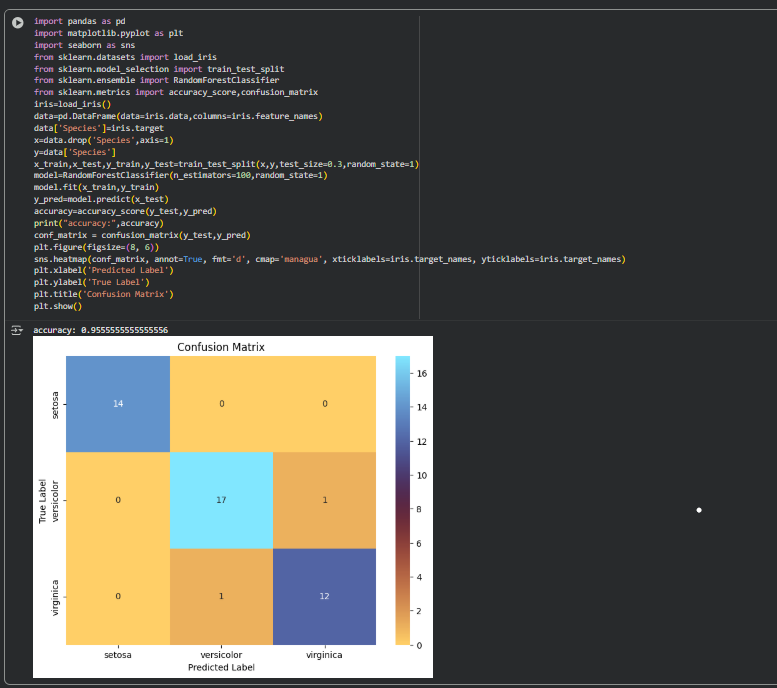 import pandas as pd
import matplotlib.pyplot as plt
import seaborn as sns
from sklearn.datasets import load_iris
from sklearn.model_selection import train_test_split
from sklearn.ensemble import RandomForestClassifier
from sklearn.metrics import accuracy_score,confusion_matrix
iris=load_iris()
data=pd.DataFrame(data=iris.data,columns=iris.feature_names)
data['Species']=iris.target
x=data.drop('Species',axis=1)
y=data['Species']
x_train,x_test,y_train,y_test=train_test_split(x,y,test_size=0.3,random_state=1)
model=RandomForestClassifier(n_estimators=100,random_state=1)
model.fit(x_train,y_train)
y_pred=model.predict(x_test)
accuracy=accuracy_score(y_test,y_pred)
print("accuracy:",accuracy)
conf_matrix = confusion_matrix(y_test,y_pred)
plt.figure(figsize=(8, 6))
sns.heatmap(conf_matrix, annot=True, fmt='d', cmap='managua', xticklabels=iris.target_names, yticklabels=iris.target_names)
plt.xlabel('Predicted Label')
plt.ylabel('True Label')
plt.title('Confusion Matrix')
plt.show()
accuracy: 0.9555555555555556
Confusion Matrix
True Label
setosa
14 0 0
versicolor
0 17 1
virginica
0 1 12
setosa versicolor virginica
Predicted Label
16
14
12
10
8
6
4
2
0